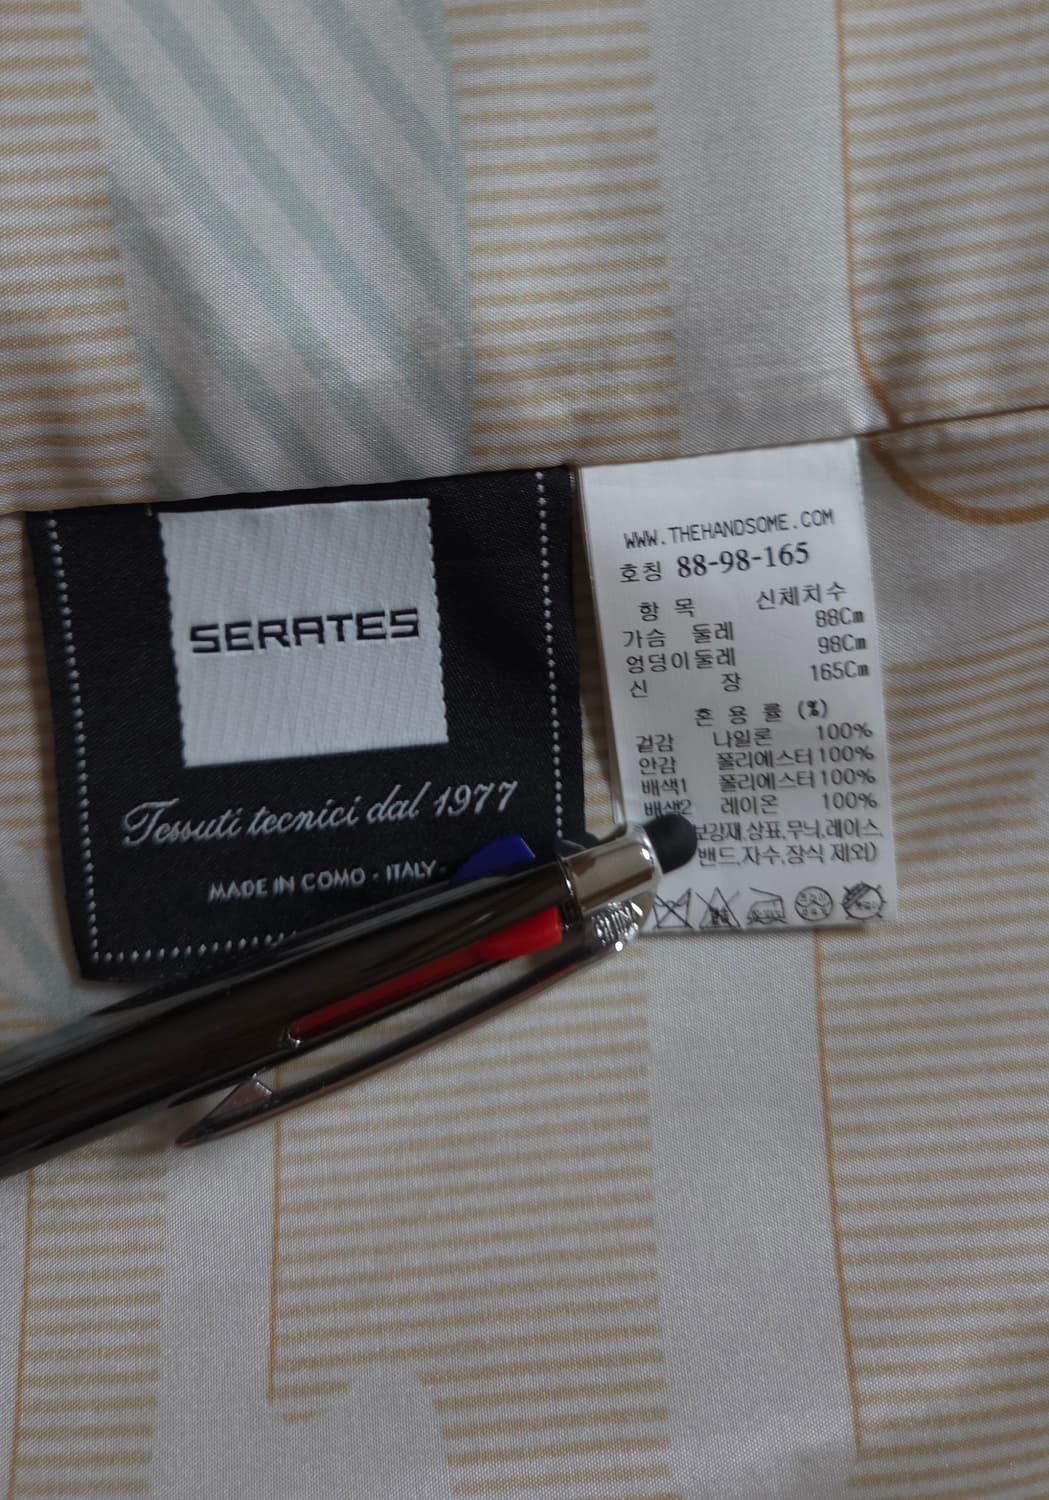 SERATES
Tessuti tecnici dal 1977
MADE IN COMO - ITALY -
WWW.THEHANDSOME.COM
호칭 88-98-165
항 목 신체치수
가슴 둘레 88Cm
엉덩이둘레 98Cm
신 장 165Cm
혼 용 률 (%)
겉감 나일론 100%
안감 폴리에스터 100%
배색1 폴리에스터 100%
배색2 레이온 100%
보강재,상표,무늬,레이스,
밴드,자수,장식 제외)